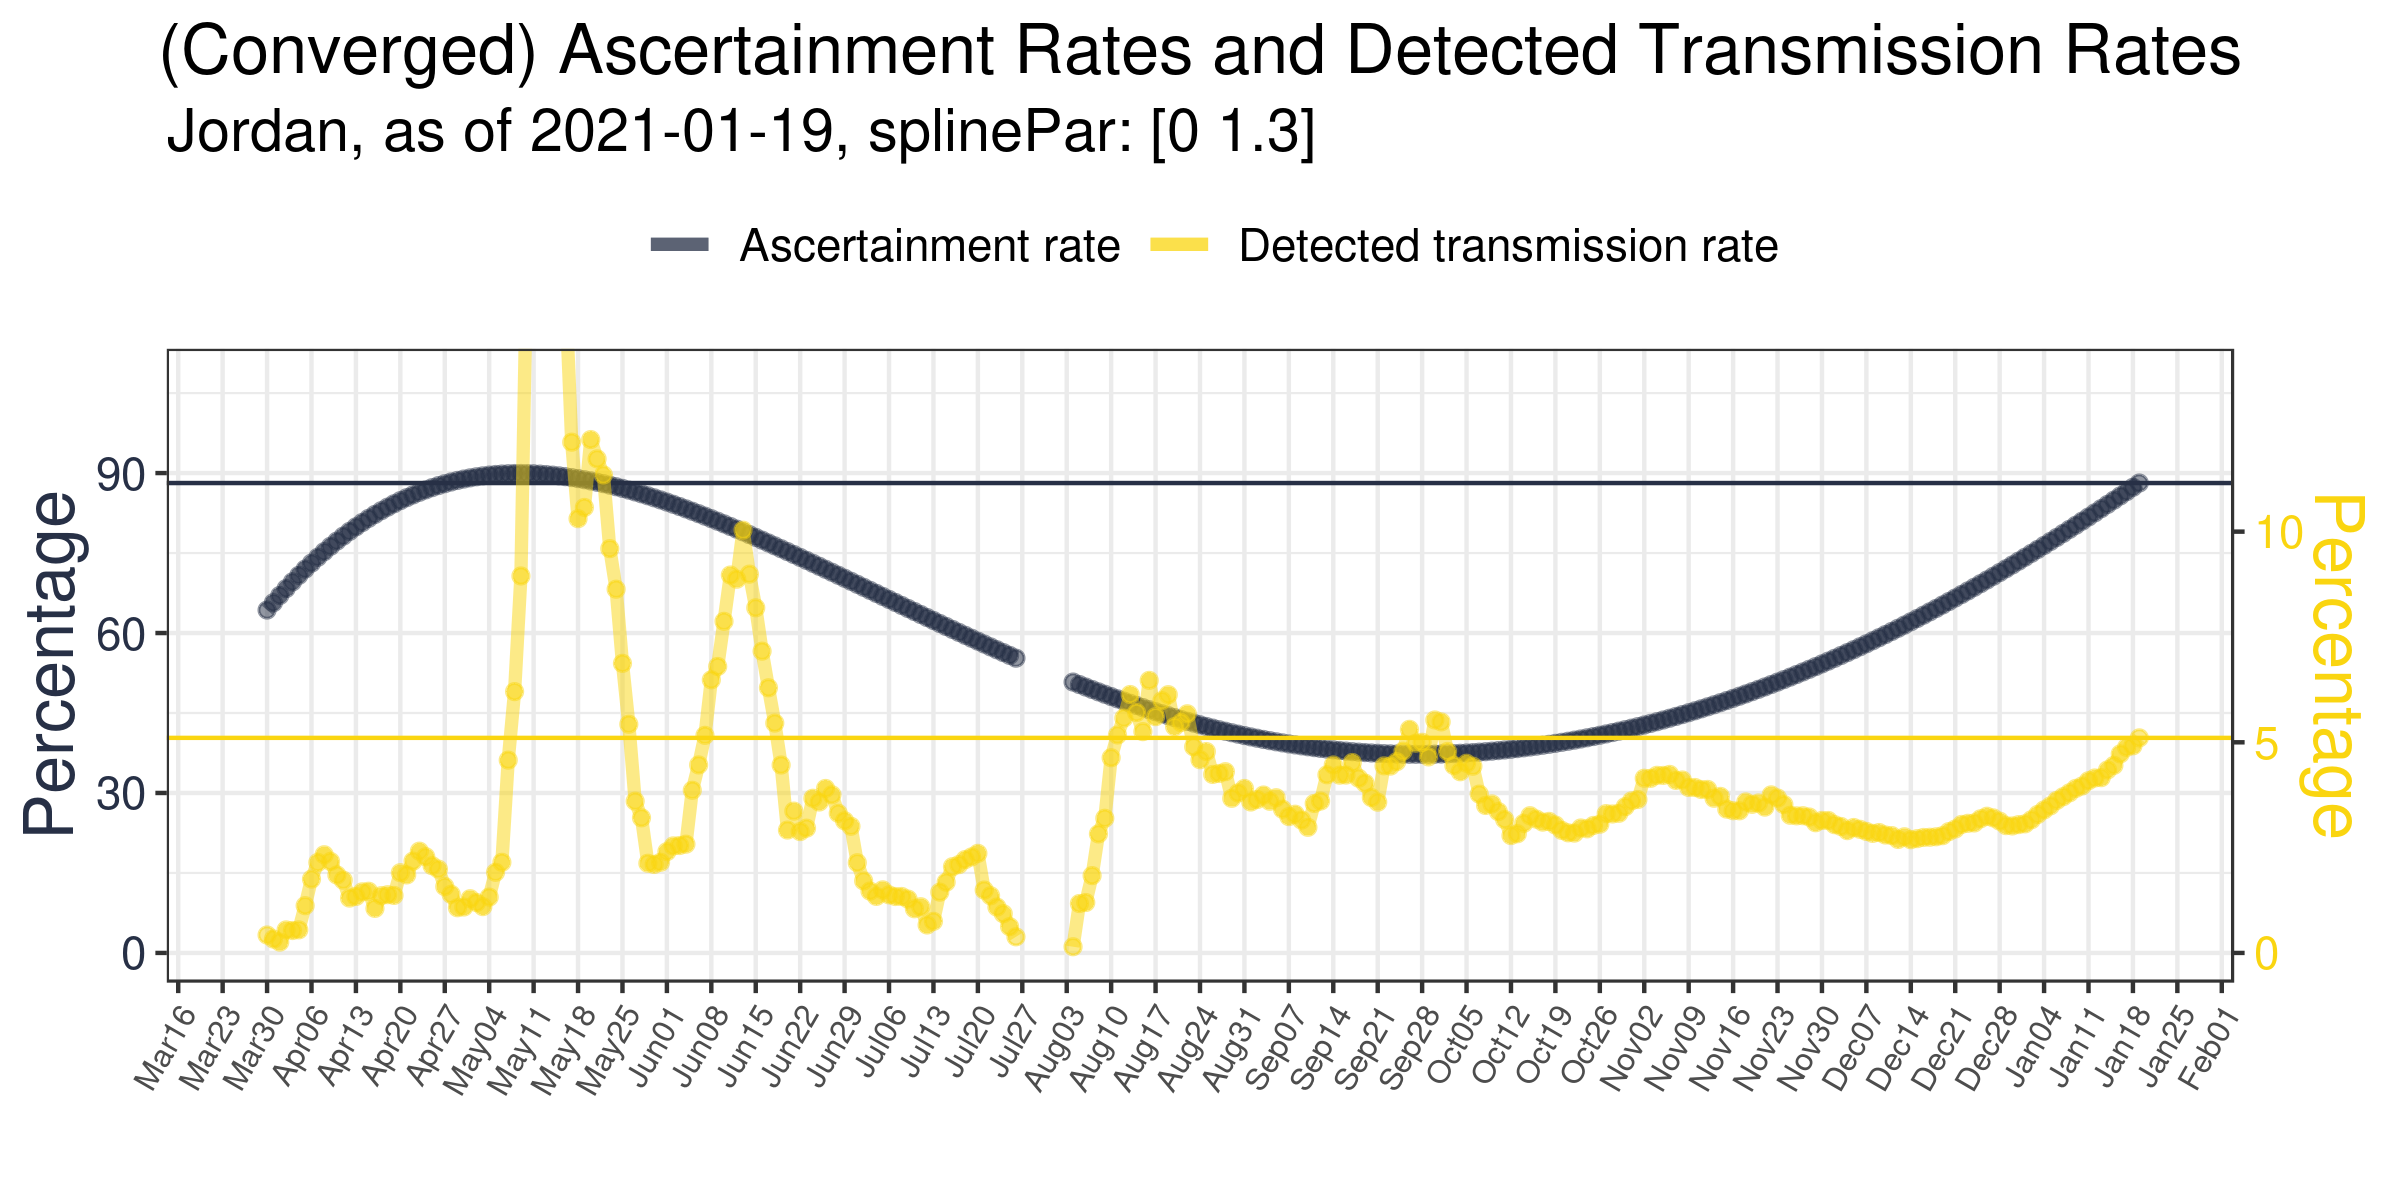 (Converged) Ascertainment Rates and Detected Transmission Rates
Jordan, as of 2021-01-19, splinePar: [0 1.3]
Ascertainment rate Detected transmission rate
Percentage
90
60
30
0
10
5
0
Percentage
Mar16 Mar23 Mar30 Apr06 Apr13 Apr20 Apr27 May04 May11 May18 May25 Jun01 Jun08 Jun15 Jun22 Jun29 Jul06 Jul13 Jul20 Jul27 Aug03 Aug10 Aug17 Aug24 Aug31 Sep07 Sep14 Sep21 Sep28 Oct05 Oct12 Oct19 Oct26 Nov02 Nov09 Nov16 Nov23 Nov30 Dec07 Dec14 Dec21 Dec28 Jan04 Jan11 Jan18 Jan25 Feb01